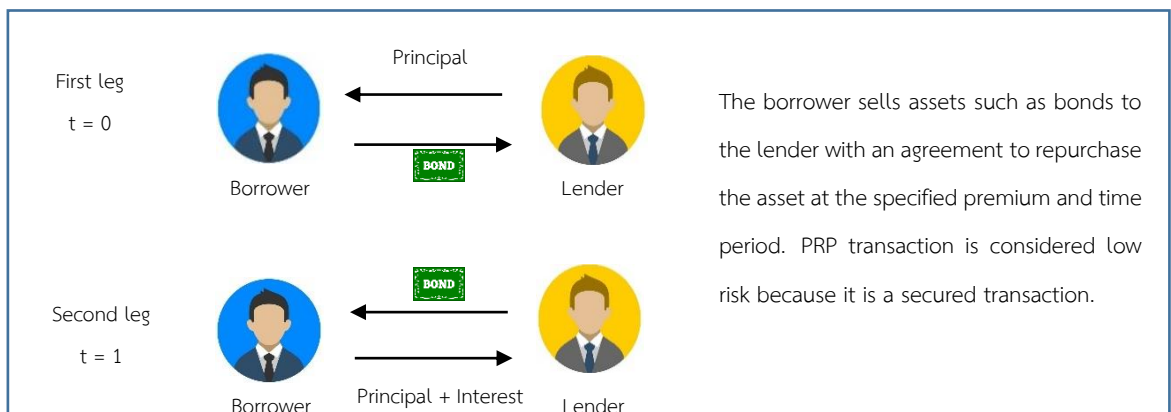 First leg
t = 0
Principal
BOND
Borrower
Lender
The borrower sells assets such as bonds to
the lender with an agreement to repurchase
the asset at the specified premium and time
period. PRP transaction is considered low
risk because it is a secured transaction.
Second leg
t = 1
BOND
Principal + Interest
Borrower
Lender